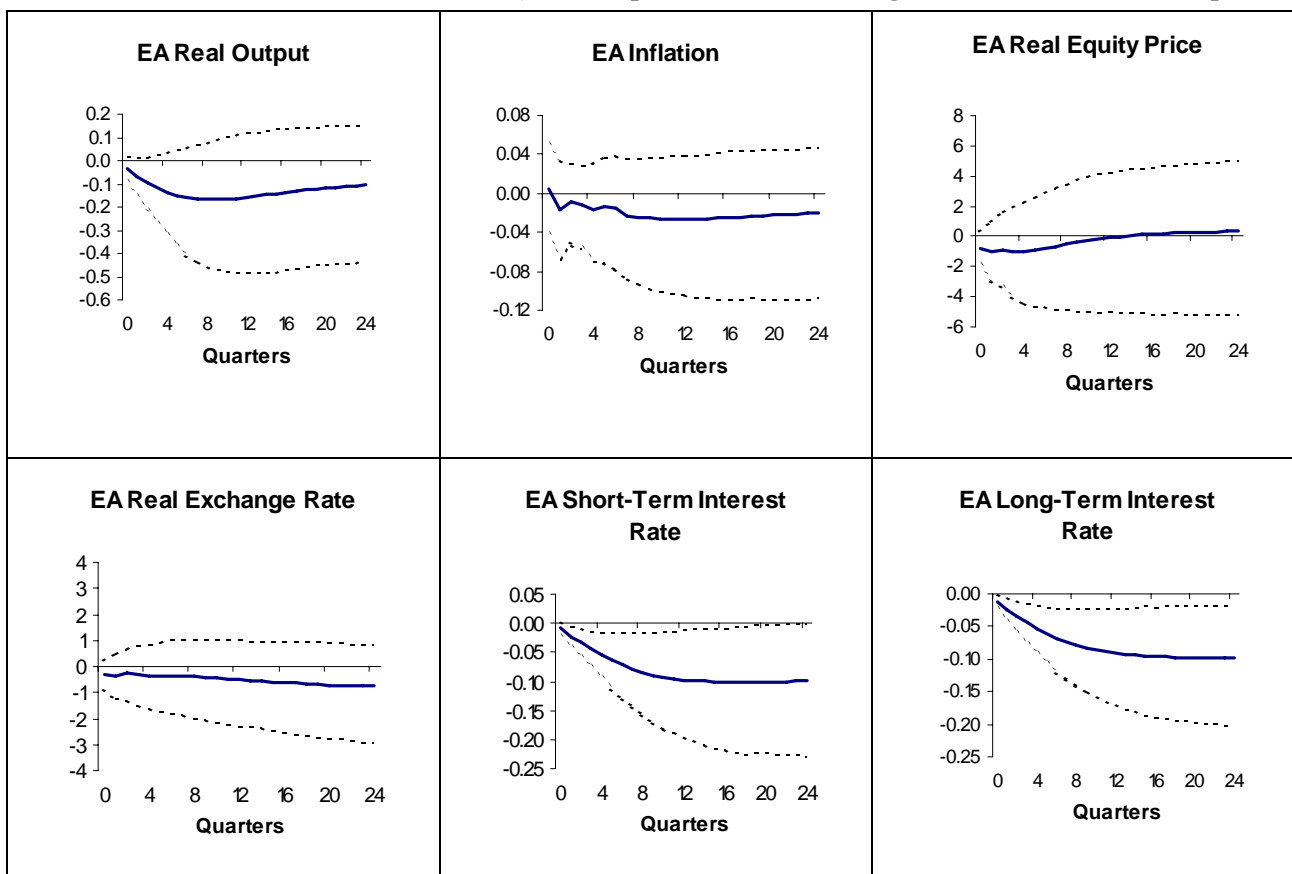 EA Real Output
0.2
0.1
0.0
-0.1
-0.2
-0.3
-0.4
-0.5
-0.6
0 4 8 12 16 20 24
Quarters
EA Inflation
0.08
0.04
0.00
-0.04
-0.08
-0.12
0 4 8 12 16 20 24
Quarters
EA Real Equity Price
8
6
4
2
0
-2
-4
-6
0 4 8 12 16 20 24
Quarters
EA Real Exchange Rate
4
3
2
1
0
-1
-2
-3
-4
0 4 8 12 16 20 24
Quarters
EA Short-Term Interest
Rate
0.05
0.00
-0.05
-0.10
-0.15
-0.20
-0.25
0 4 8 12 16 20 24
Quarters
EA Long-Term Interest
Rate
0.00
-0.05
-0.10
-0.15
-0.20
-0.25
0 4 8 12 16 20 24
Quarters